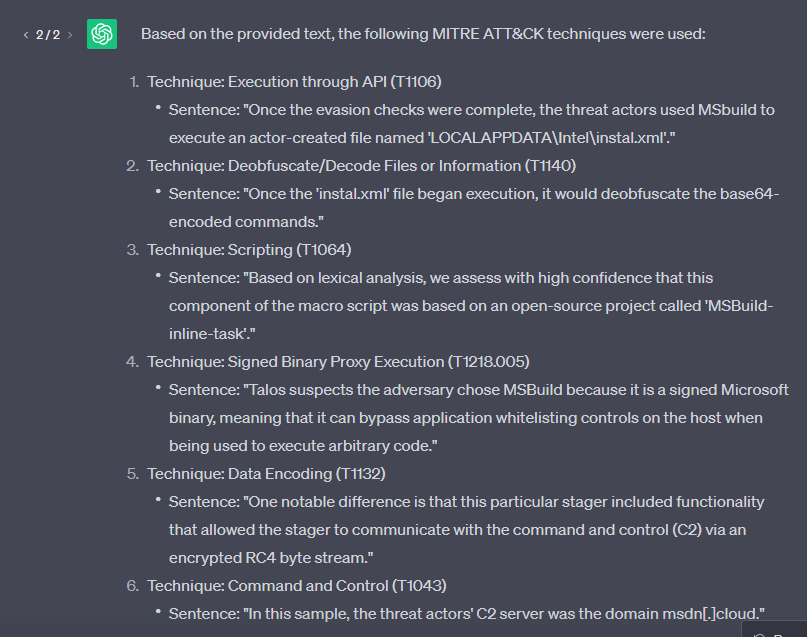 < 2/2 > Based on the provided text, the following MITRE ATT&CK techniques were used:
1. Technique: Execution through API (T1106)
• Sentence: "Once the evasion checks were complete, the threat actors used MSbuild to
execute an actor-created file named 'LOCALAPPDATA\Intel\instal.xml'."
2. Technique: Deobfuscate/Decode Files or Information (T1140)
• Sentence: "Once the 'instal.xml' file began execution, it would deobfuscate the base64-
encoded commands."
3. Technique: Scripting (T1064)
• Sentence: "Based on lexical analysis, we assess with high confidence that this
component of the macro script was based on an open-source project called 'MSBuild-
inline-task'."
4. Technique: Signed Binary Proxy Execution (T1218.005)
• Sentence: "Talos suspects the adversary chose MSBuild because it is a signed Microsoft
binary, meaning that it can bypass application whitelisting controls on the host when
being used to execute arbitrary code."
5. Technique: Data Encoding (T1132)
• Sentence: "One notable difference is that this particular stager included functionality
that allowed the stager to communicate with the command and control (C2) via an
encrypted RC4 byte stream."
6. Technique: Command and Control (T1043)
• Sentence: "In this sample, the threat actors' C2 server was the domain msdn[.]cloud."